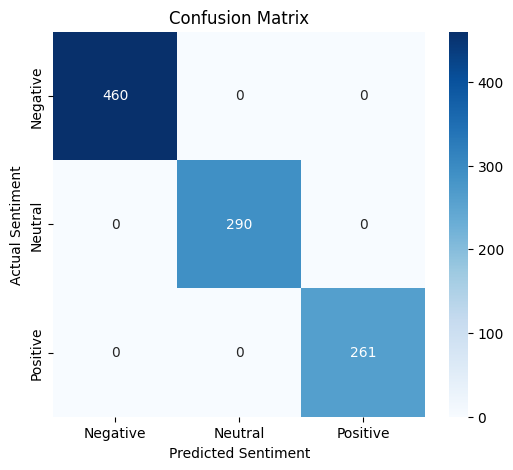 Confusion Matrix
Negative
460 0 0
400
300
Neutral
0 290 0
Actual Sentiment
200
100
Positive
0 0 261
0
Negative Neutral Positive
Predicted Sentiment